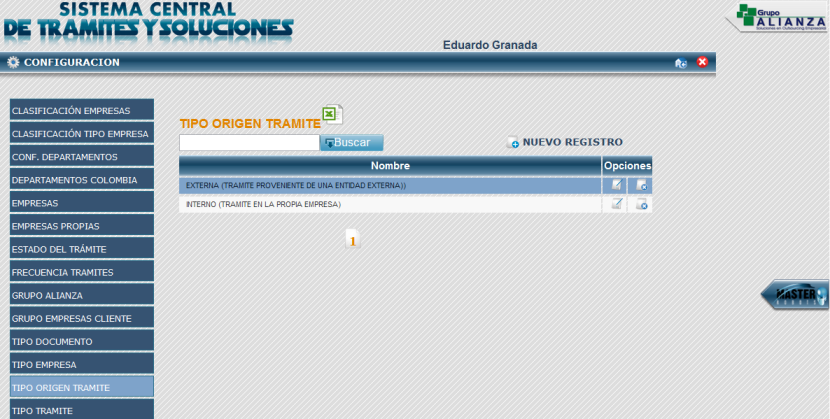 SISTEMA CENTRAL
DE TRAMITES Y SOLUCIONES
Grupo
ALIANZA
Eduardo Granada
CONFIGURACION
CLASIFICACIÓN EMPRESAS
CLASIFICACIÓN TIPO EMPRESA
CONF. DEPARTAMENTOS
DEPARTAMENTOS COLOMBIA
EMPRESAS
EMPRESAS PROPIAS
ESTADO DEL TRÁMITE
FRECUENCIA TRAMITES
GRUPO ALIANZA
GRUPO EMPRESAS CLIENTE
TIPO DOCUMENTO
TIPO EMPRESA
TIPO ORIGEN TRAMITE
TIPO TRAMITE
TIPO ORIGEN TRAMITE
Buscar
NUEVO REGISTRO
Nombre Opciones
EXTERNA (TRAMITE PROVENIENTE DE UNA ENTIDAD EXTERNA))
INTERNO (TRAMITE EN LA PROPIA EMPRESA)
1
MASTER